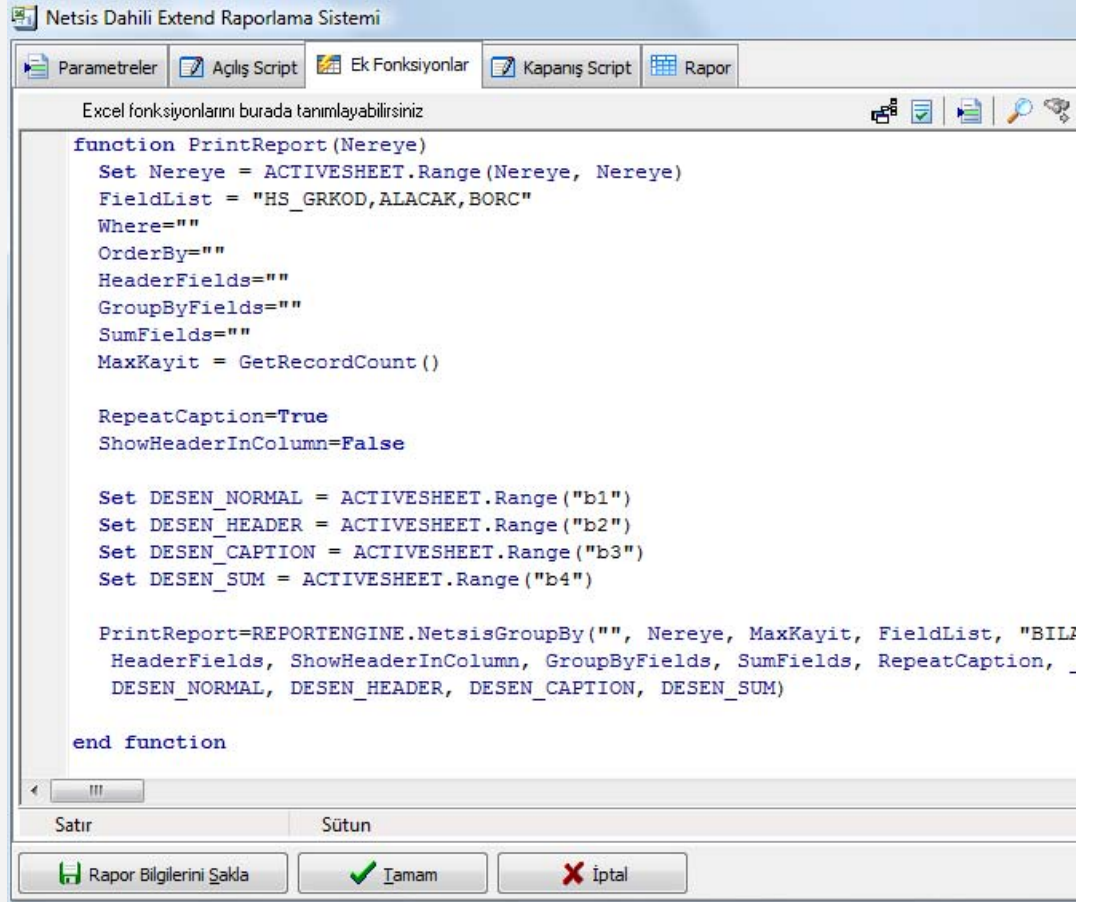 Netsis Dahili Extend Raporlama Sistemi
Parametreler Açılış Script Ek Fonksiyonlar Kapanış Script Rapor
Excel fonksiyonlarını burada tanımlayabilirsiniz
function PrintReport(Nereye)
Set Nereye = ACTIVESHEET.Range(Nereye, Nereye)
FieldList = "HS_GRKOD,ALACAK,BORC"
Where=""
OrderBy=""
HeaderFields=""
GroupByFields=""
SumFields=""
MaxKayit = GetRecordCount()
RepeatCaption=True
ShowHeaderInColumn=False
Set DESEN_NORMAL = ACTIVESHEET.Range("b1")
Set DESEN_HEADER = ACTIVESHEET.Range("b2")
Set DESEN_CAPTION = ACTIVESHEET.Range("b3")
Set DESEN_SUM = ACTIVESHEET.Range("b4")
PrintReport=REPORTENGINE.NetsisGroupBy("", Nereye, MaxKayit, FieldList, "BILA
HeaderFields, ShowHeaderInColumn, GroupByFields, SumFields, RepeatCaption, _
DESEN_NORMAL, DESEN_HEADER, DESEN_CAPTION, DESEN_SUM)
end function
Satır Sütun
Rapor Bilgilerini Sakla Tamam İptal